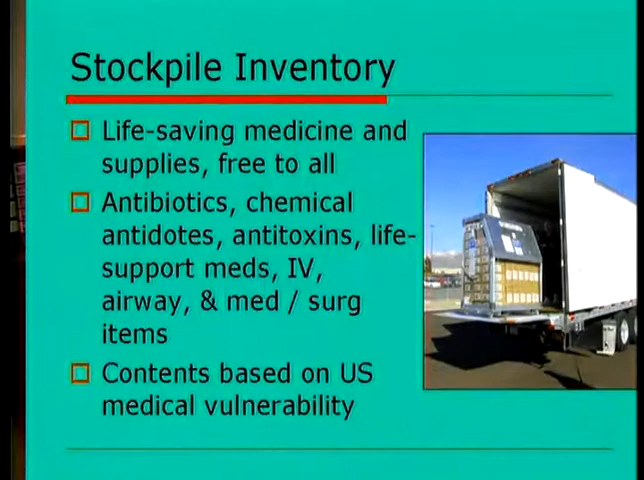 Stockpile Inventory
Life-saving medicine and
supplies, free to all
Antibiotics, chemical
antidotes, antitoxins, life-
support meds, IV,
airway, & med / surg
items
Contents based on US
medical vulnerability